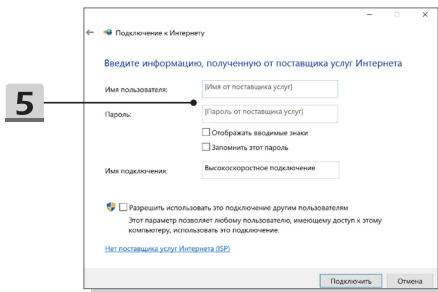 Подключение к Интернету
Введите информацию, полученную от поставщика услуг Интернета
5
Имя пользователя: [Имя от поставщика услуг]
Пароль: [Пароль от поставщика услуг]
Отображать вводимые знаки
Запомнить этот пароль
Имя подключения: Высокоскоростное подключение
Разрешить использовать это подключение другим пользователям
Этот параметр позволяет любому пользователю, имеющему доступ к этому
компьютеру, использовать это подключение.
Нет поставщика услуг Интернета (ISP)
Подключить Отмена